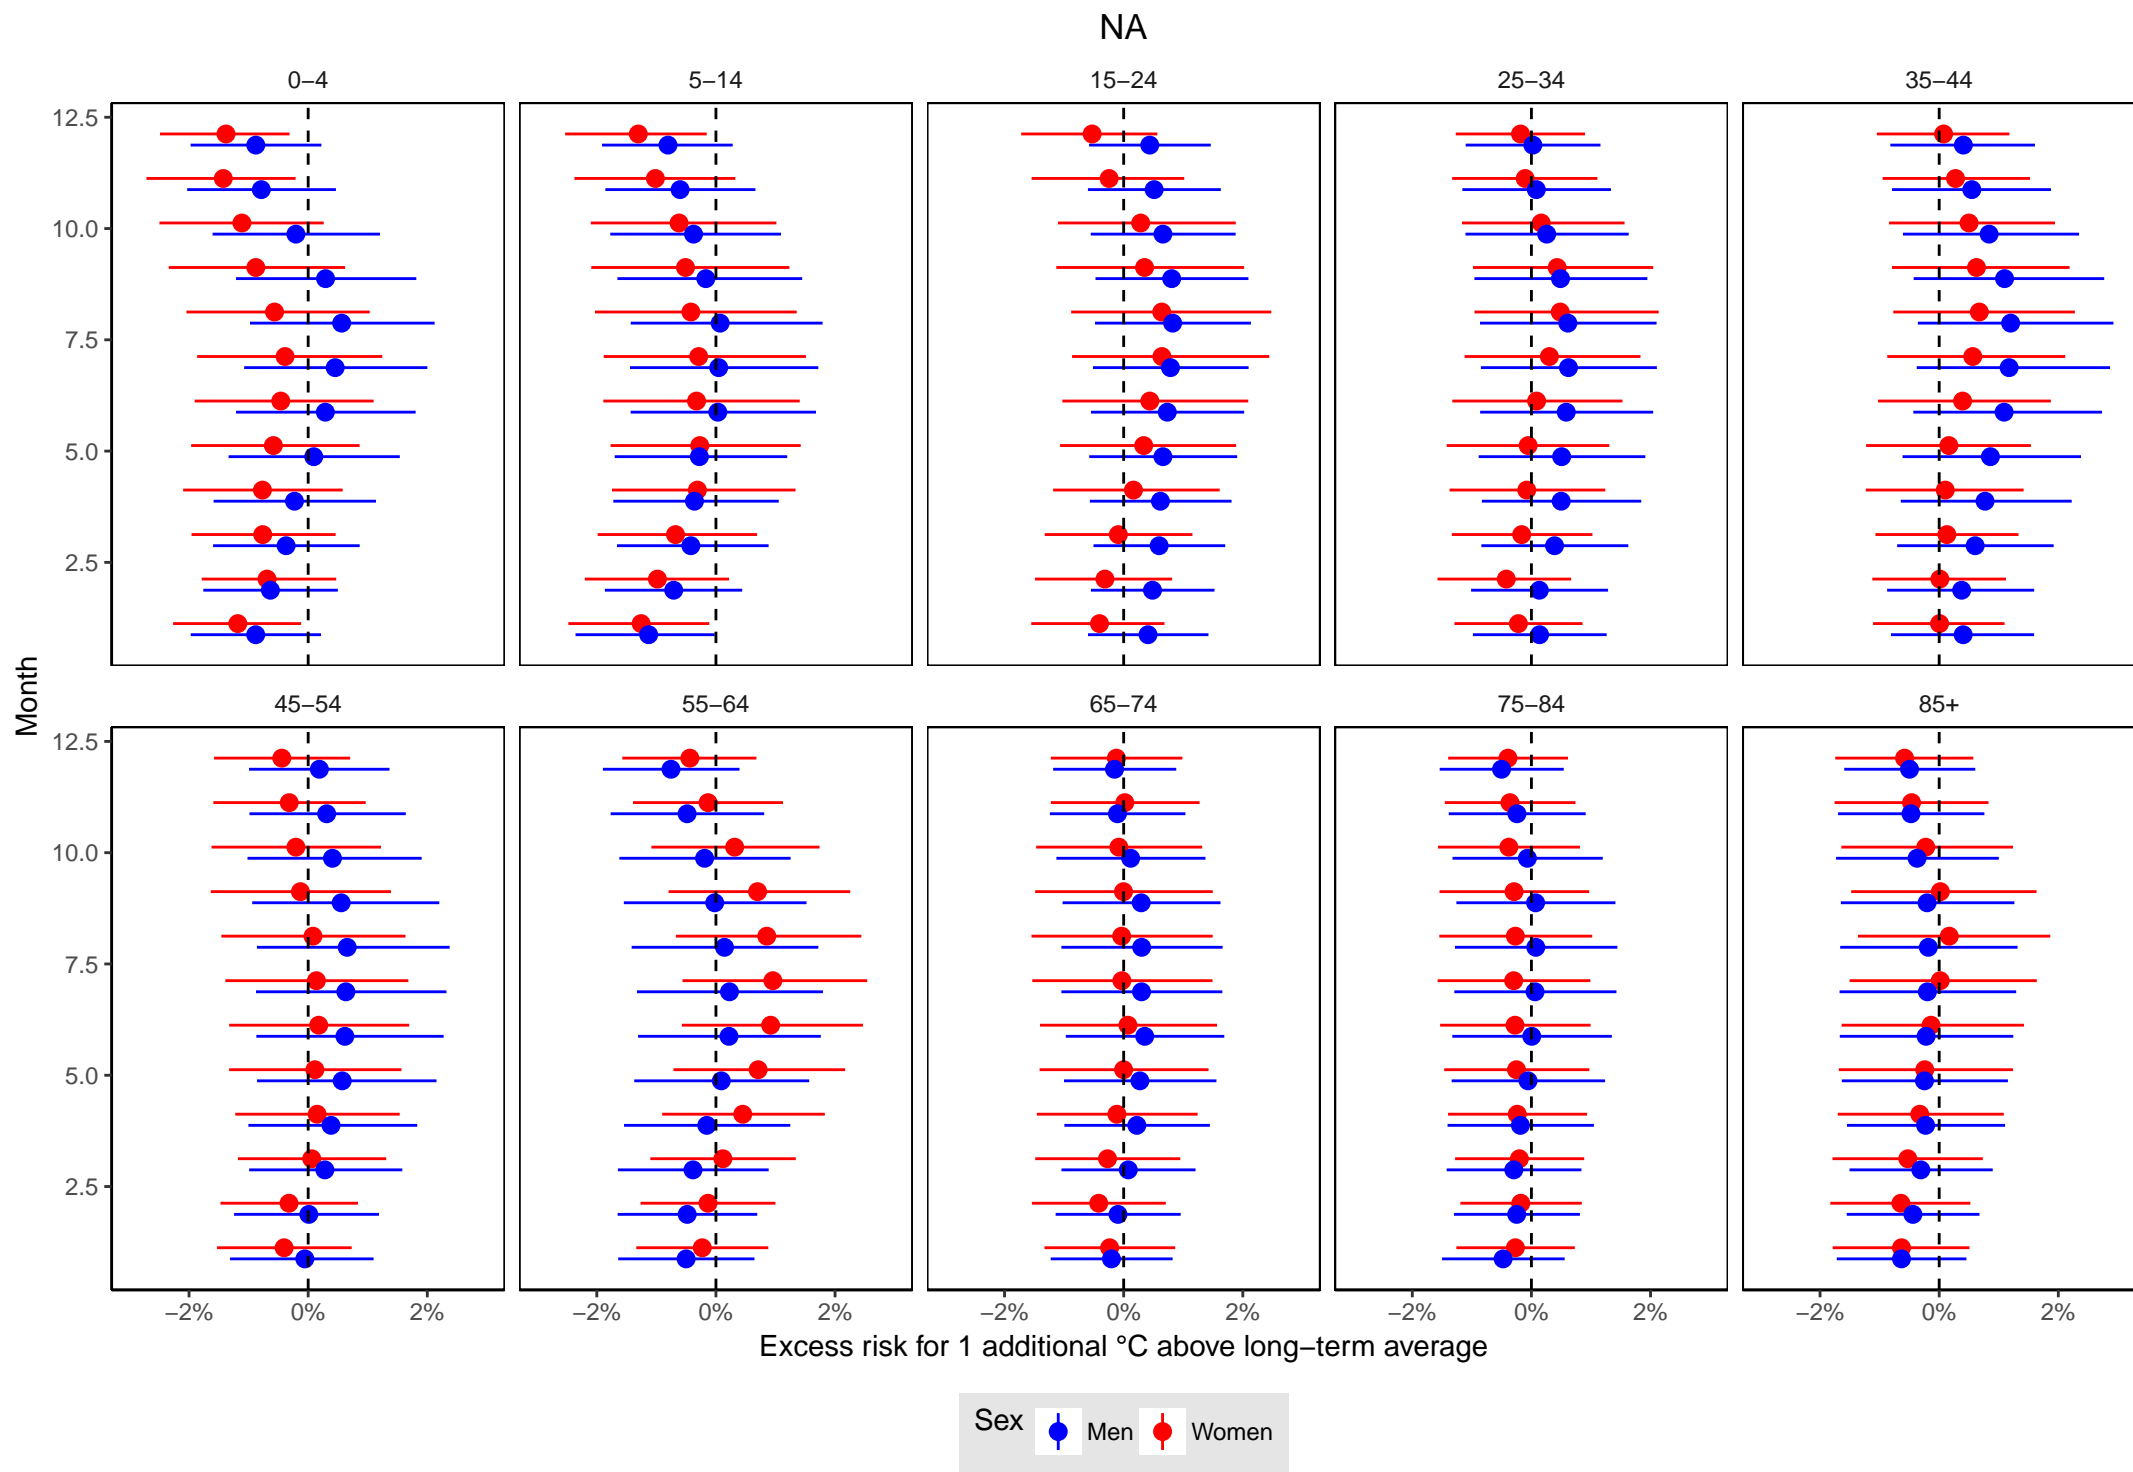 NA
0−4 5−14 15−24 25−34 35−44
12.5
10.0
7.5
5.0
2.5
Month
45−54 55−64 65−74 75−84 85+
12.5
10.0
7.5
5.0
2.5
−2% 0% 2% −2% 0% 2% −2% 0% 2% −2% 0% 2% −2% 0% 2%
Excess risk for 1 additional °C above long−term average
Sex Men Women